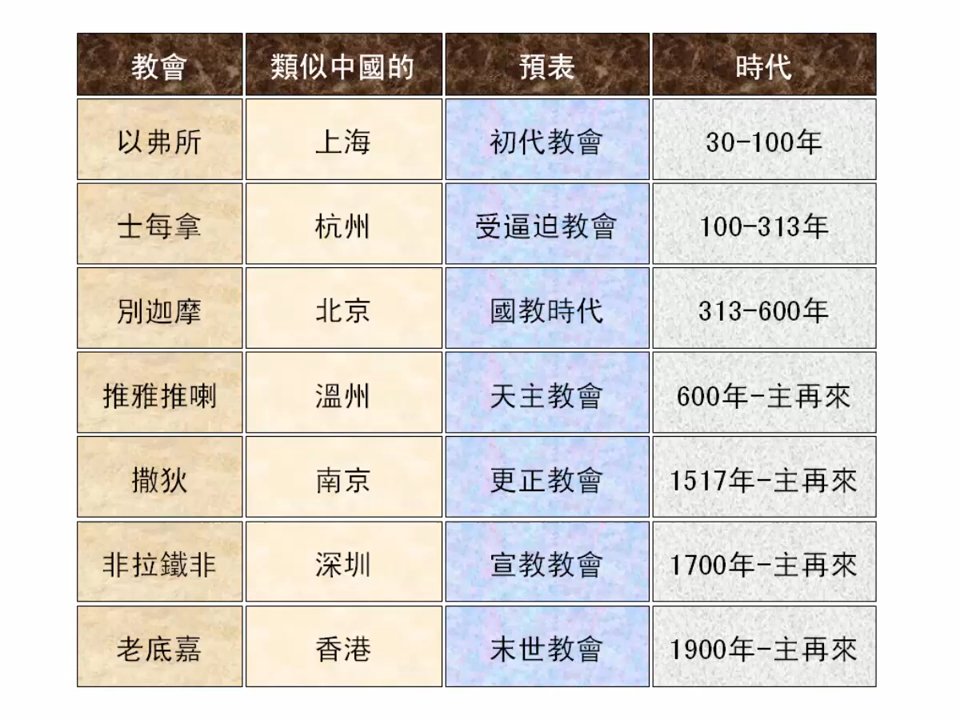 教會 類似中國的 預表 時代
以弗所 上海 初代教會 30-100年
士每拿 杭州 受逼迫教會 100-313年
別迦摩 北京 國教時代 313-600年
推雅推喇 溫州 天主教會 600年-主再來
撒狄 南京 更正教會 1517年-主再來
非拉鐵非 深圳 宣教教會 1700年-主再來
老底嘉 香港 末世教會 1900年-主再來